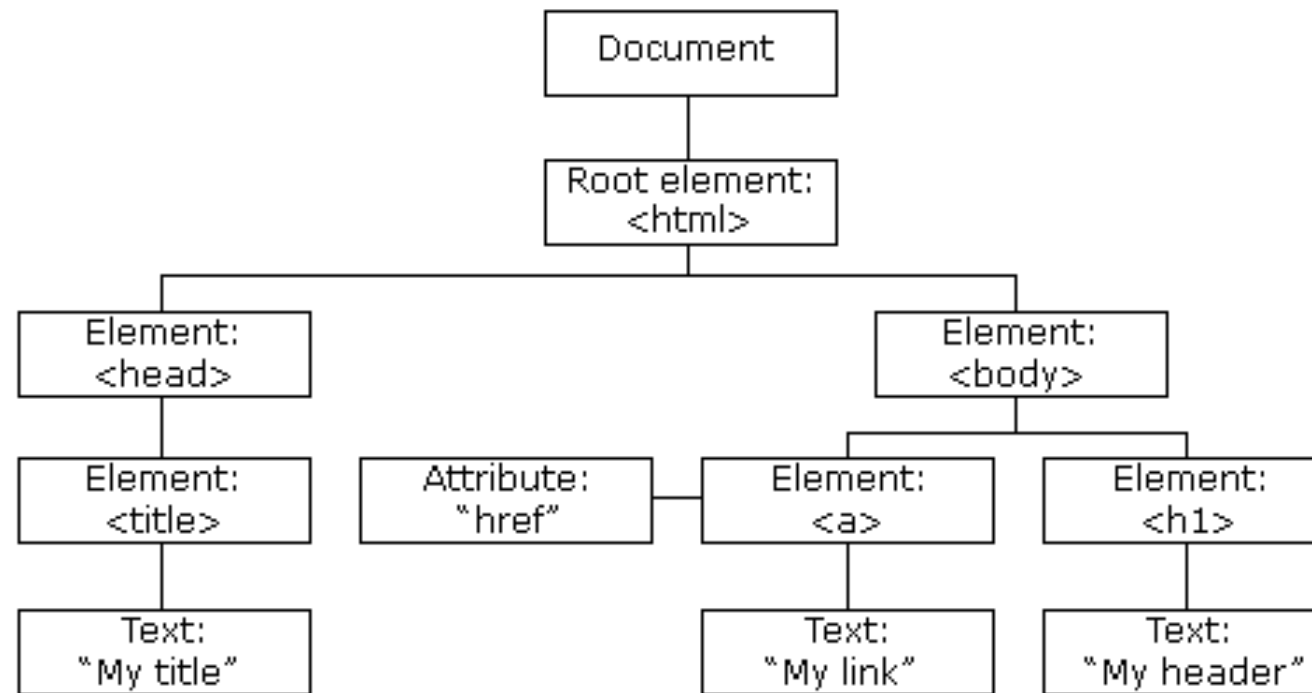 Document
Root element:
<html>
Element:
<head>
Element:
<body>
Element:
<title>
Attribute:
“href”
Element:
<a>
Element:
<h1>
Text:
“My title”
Text:
“My link”
Text:
“My header”